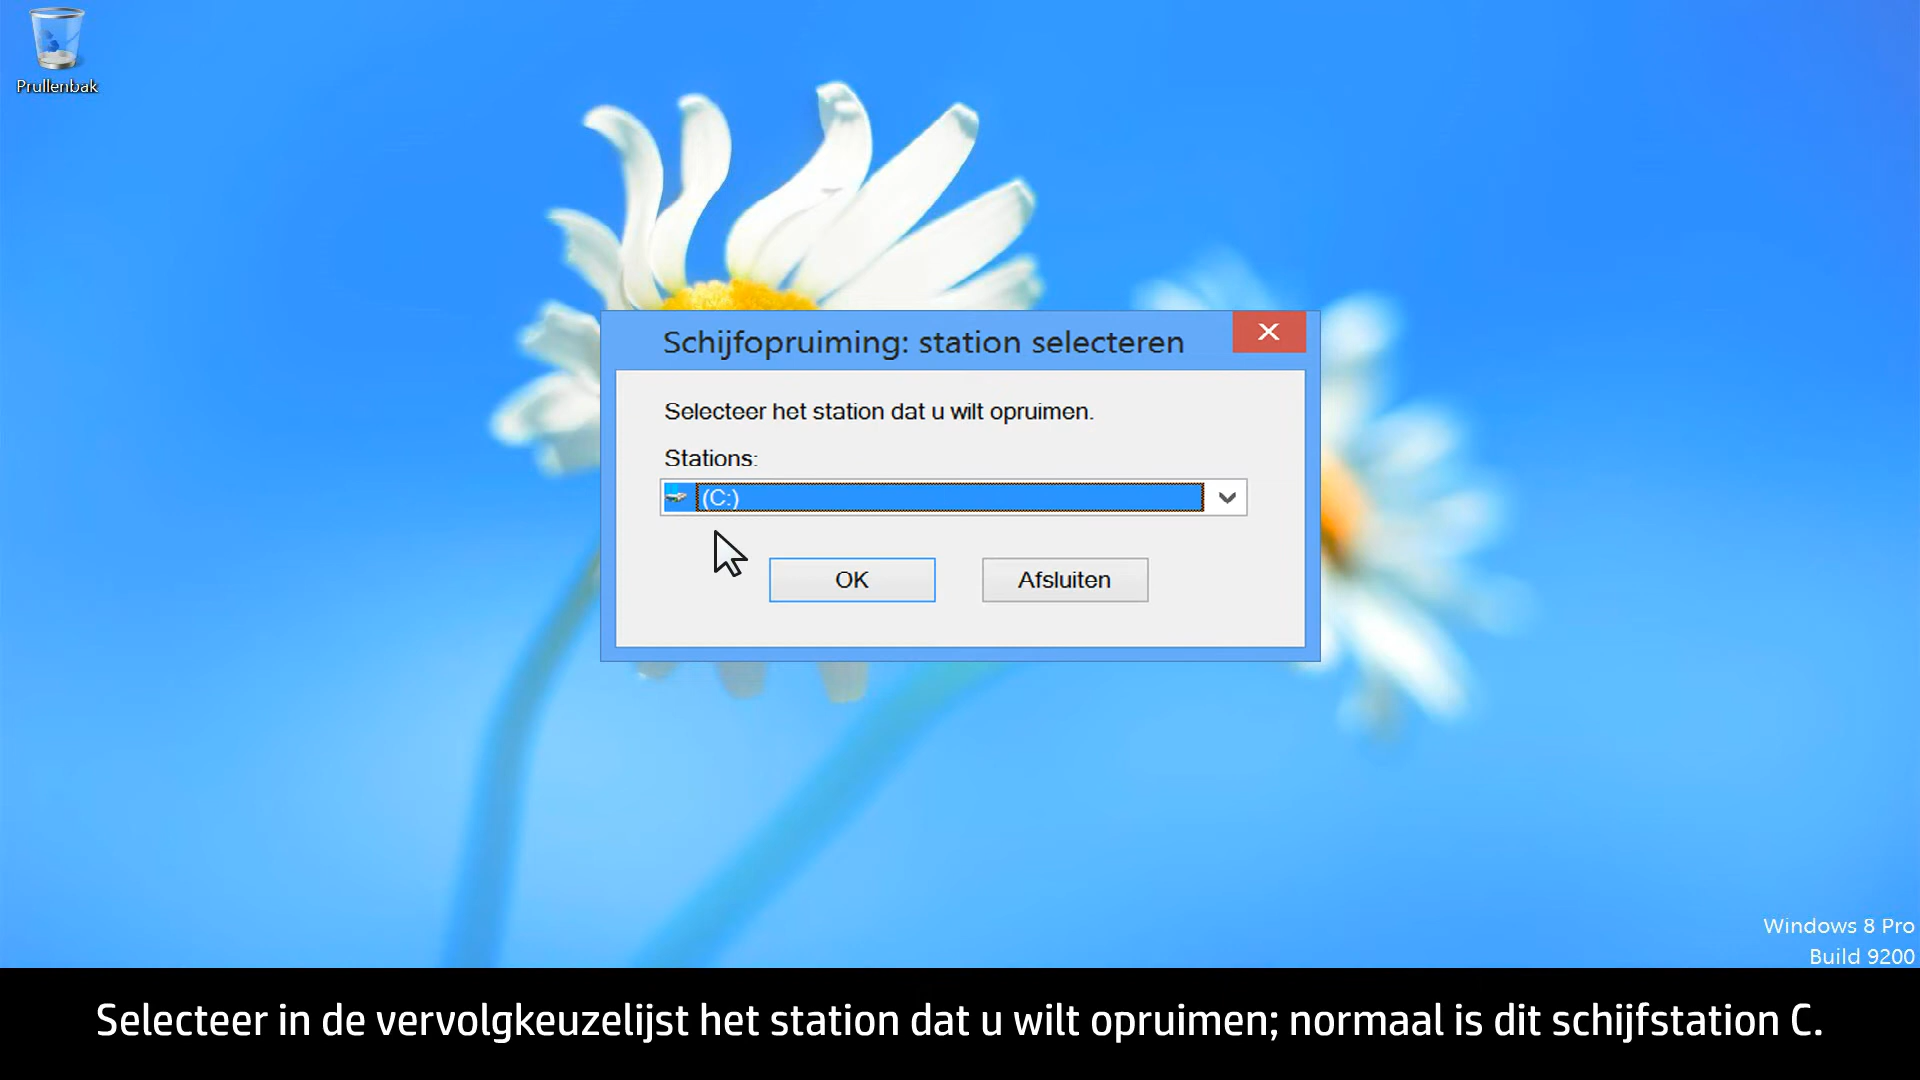 Prullenbak
Schijfopruiming: station selecteren
Selecteer het station dat u wilt opruimen.
Stations:
(C:)
OK
Afsluiten
Windows 8 Pro
Build 9200
Selecteer in de vervolgkeuzelijst het station dat u wilt opruimen; normaal is dit schijfstation C.